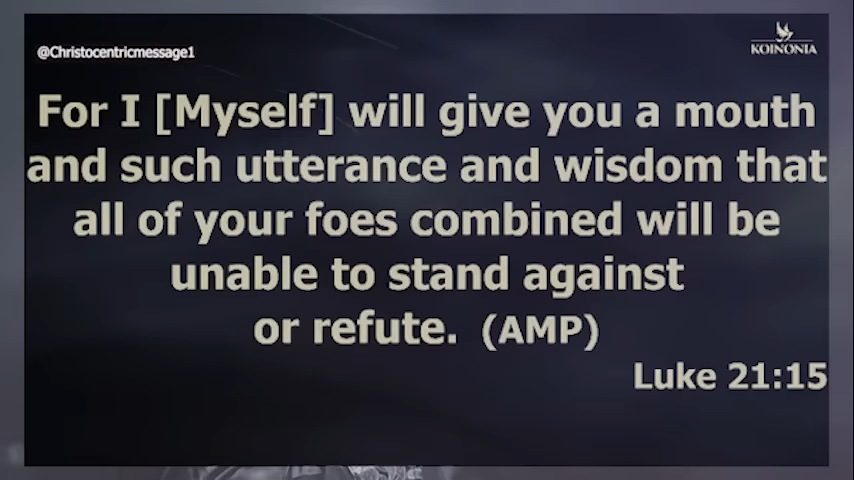 @Christocentricmessage1
KOINONIA
For I [Myself] will give you a mouth
and such utterance and wisdom that
all of your foes combined will be
unable to stand against
or refute. (AMP)
Luke 21:15